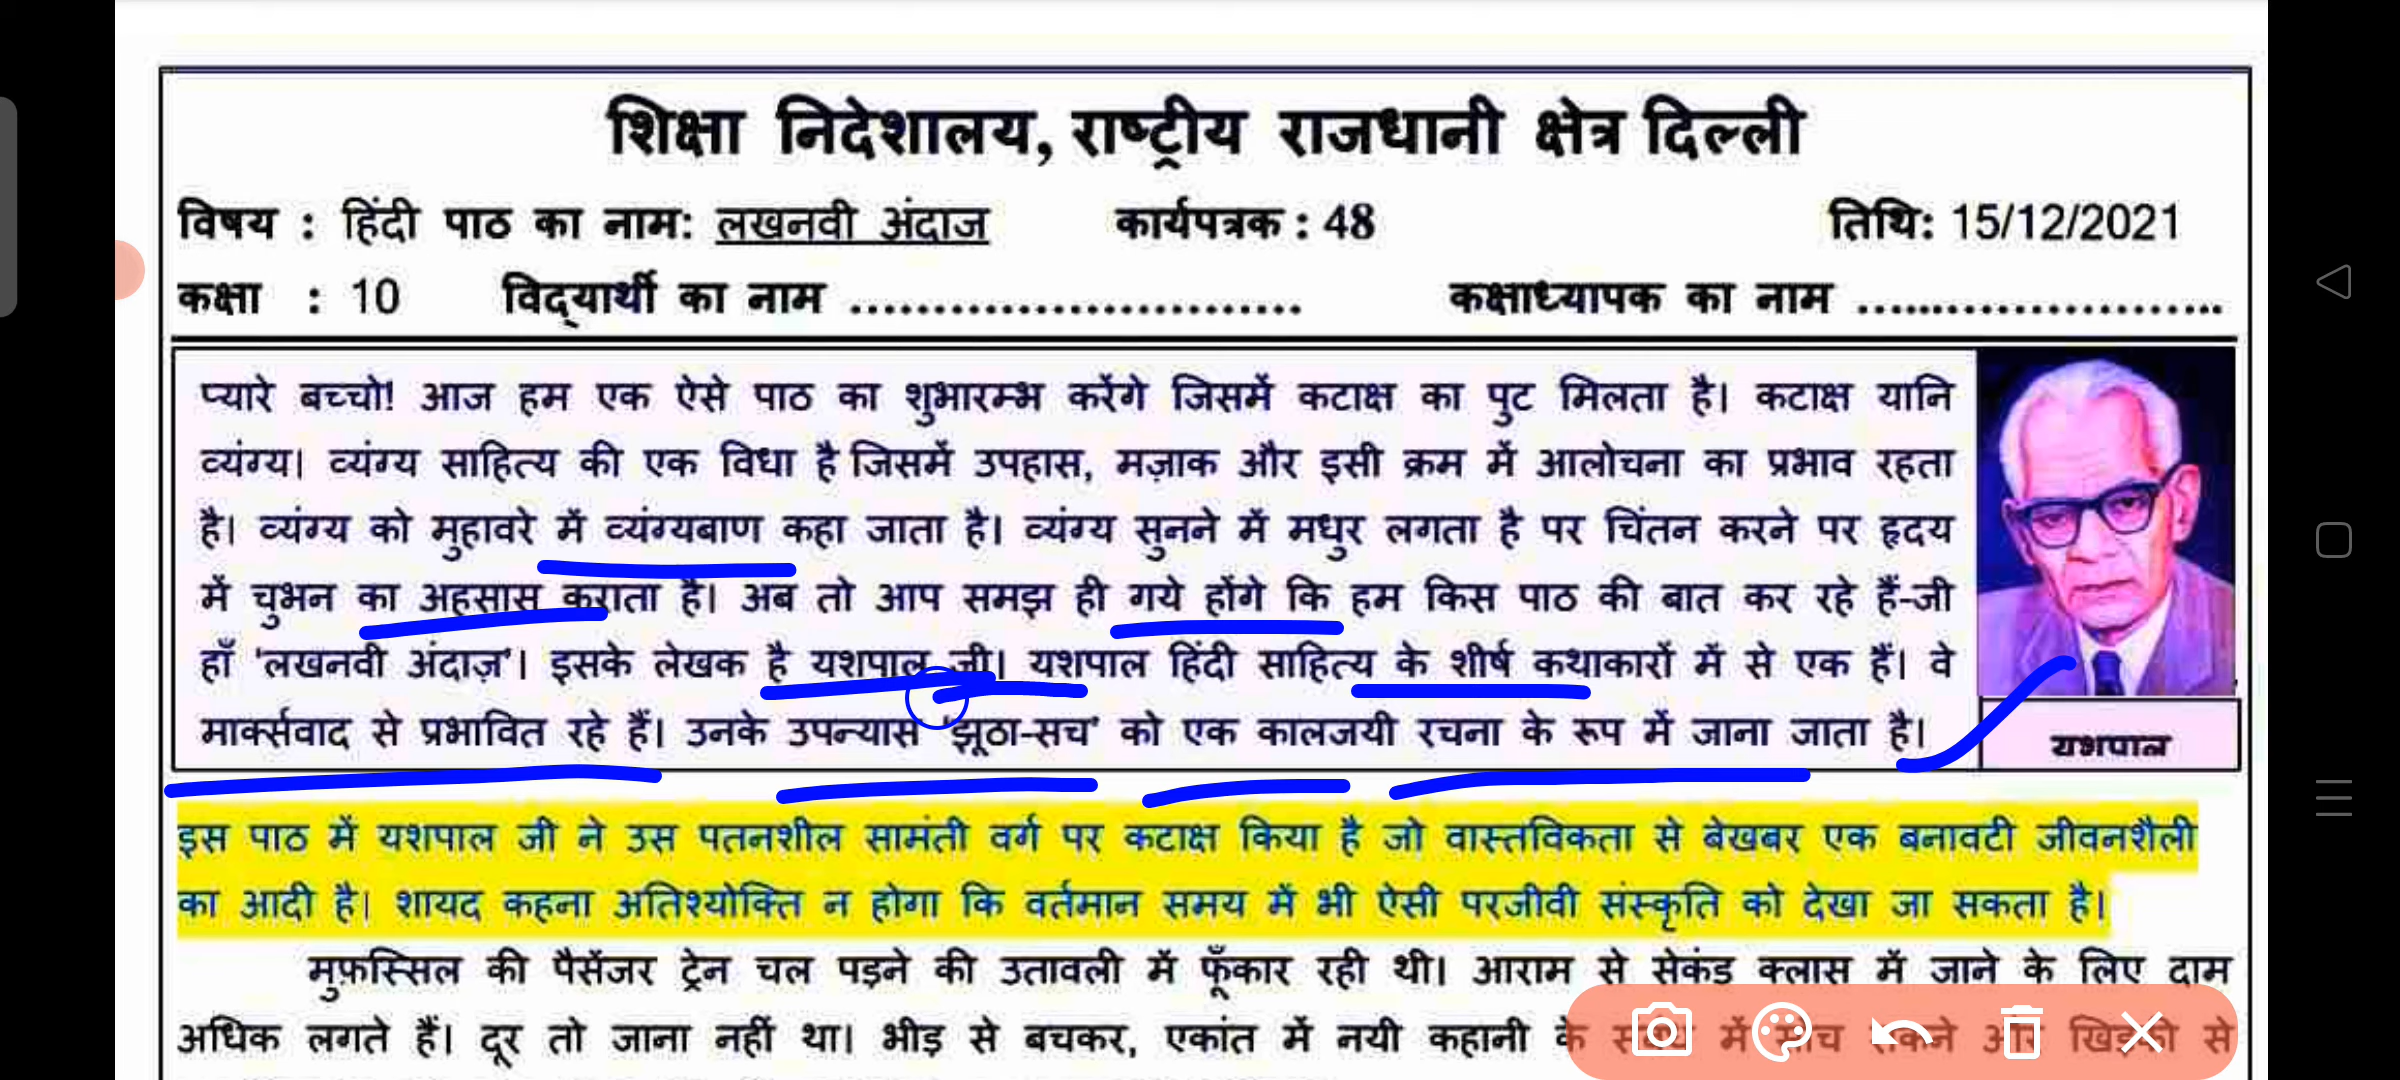 शिक्षा निदेशालय, राष्ट्रीय राजधानी क्षेत्र दिल्ली
विषय : हिंदी पाठ का नाम: लखनवी अंदाज कार्यपत्रक : 48 तिथि: 15/12/2021
कक्षा : 10 विद्यार्थी का नाम ........................... कक्षाध्यापक का नाम ......................
प्यारे बच्चो! आज हम एक ऐसे पाठ का शुभारम्भ करेंगे जिसमें कटाक्ष का पुट मिलता है। कटाक्ष यानि
व्यंग्य। व्यंग्य साहित्य की एक विधा है जिसमें उपहास, मज़ाक और इसी क्रम में आलोचना का प्रभाव रहता
है। व्यंग्य को मुहावरे में व्यंग्यबाण कहा जाता है। व्यंग्य सुनने में मधुर लगता है पर चिंतन करने पर हृदय
में चुभन का अहसास कराता है। अब तो आप समझ ही गये होंगे कि हम किस पाठ की बात कर रहे हैं-जी
हाँ 'लखनवी अंदाज़'। इसके लेखक है यशपाल जी। यशपाल हिंदी साहित्य के शीर्ष कथाकारों में से एक हैं। वे
मार्क्सवाद से प्रभावित रहे हैं। उनके उपन्यास 'झूठा-सच' को एक कालजयी रचना के रूप में जाना जाता है।
यशपाल
इस पाठ में यशपाल जी ने उस पतनशील सामंती वर्ग पर कटाक्ष किया है जो वास्तविकता से बेखबर एक बनावटी जीवनशैली
का आदी है। शायद कहना अतिश्योक्ति न होगा कि वर्तमान समय में भी ऐसी परजीवी संस्कृति को देखा जा सकता है।
मुफ़स्सिल की पैसेंजर ट्रेन चल पड़ने की उतावली में फूँकार रही थी। आराम से सेकंड क्लास में जाने के लिए दाम
अधिक लगते हैं। दूर तो जाना नहीं था। भीड़ से बचकर, एकांत में नयी कहानी के में खिड़की से